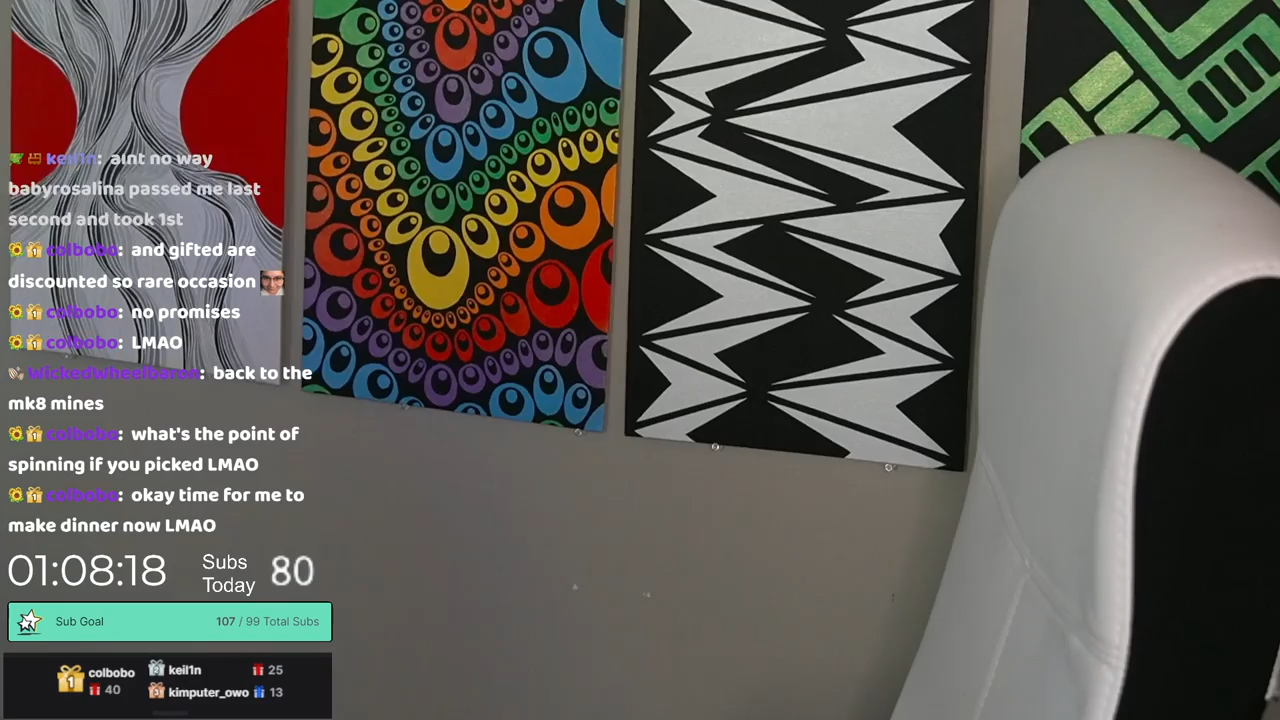 keil1n: aint no way
babyrosalina passed me last
second and took 1st
colbobo: and gifted are
discounted so rare occasion
colbobo: no promises
colbobo: LMAO
WickedWheelbaron: back to the
mk8 mines
colbobo: what's the point of
spinning if you picked LMAO
colbobo: okay time for me to
make dinner now LMAO
01:08:18 Subs Today 80
Sub Goal 107 / 99 Total Subs
1 colbobo 40
2 keil1n 25
3 kimputer_owo 13